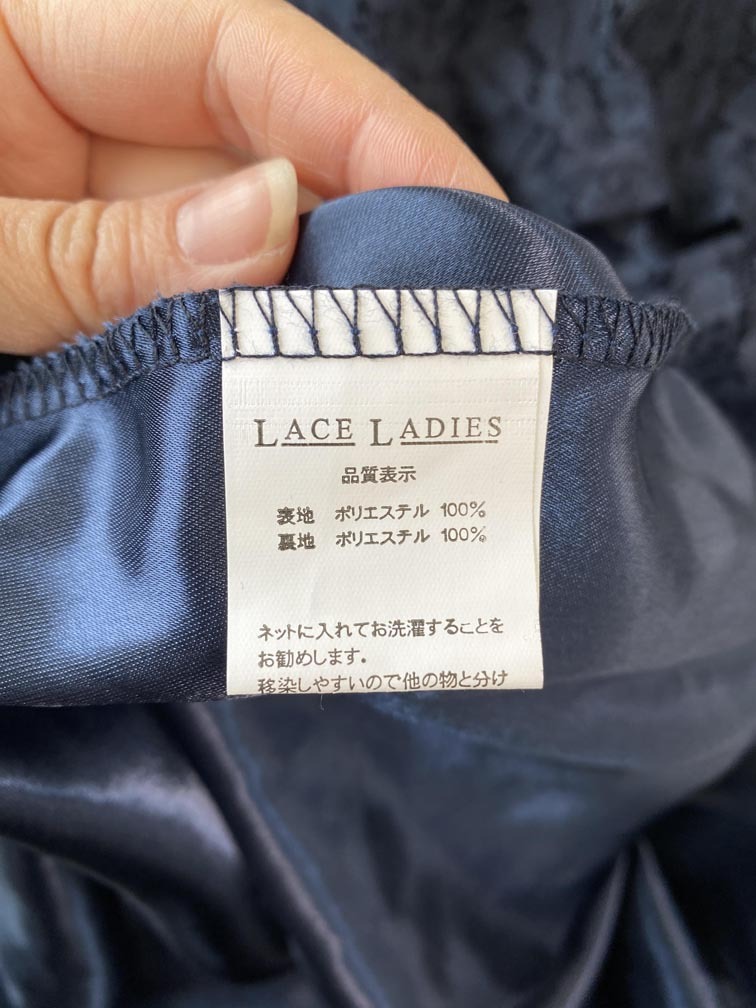 LACE LADIES
品質表示
表地 ポリエステル 100%
裏地 ポリエステル 100%
ネットに入れてお洗濯することを
お勧めします。
移染しやすいので他の物と分け